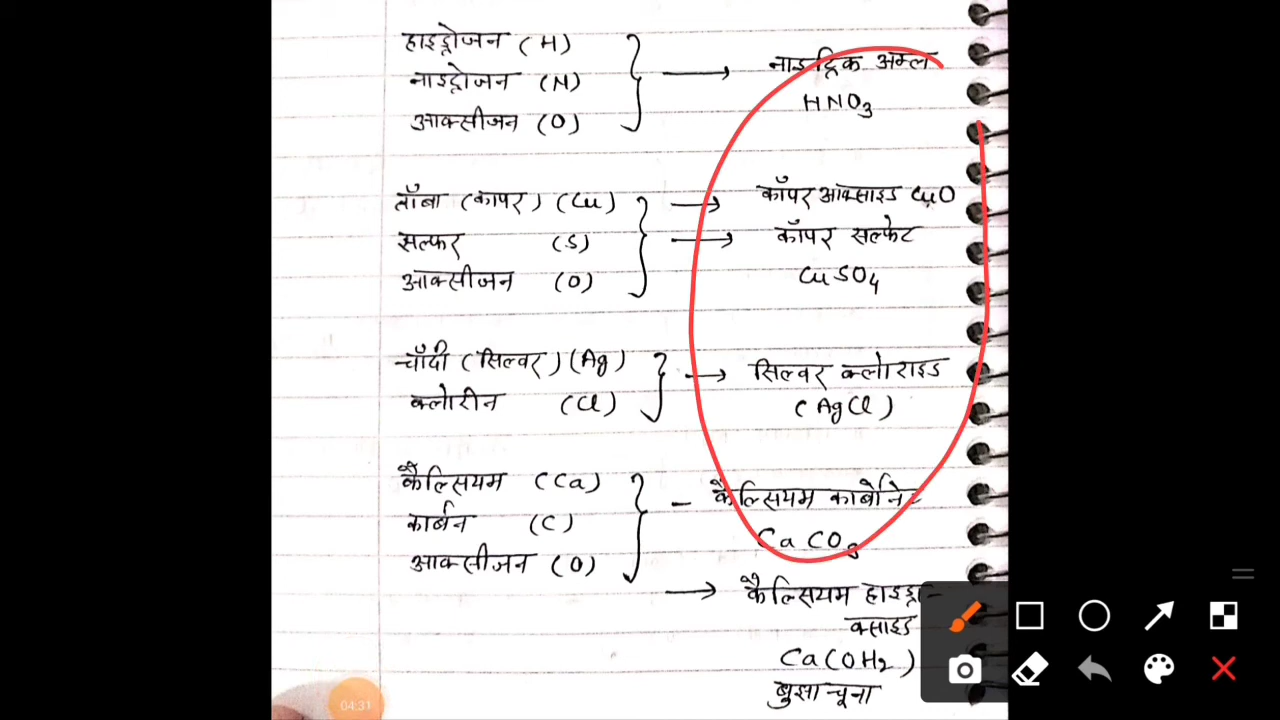 हाइड्रोजन (H)
नाइट्रोजन (N)
आक्सीजन (O)
नाइट्रिक अम्ल
HNO3
ताँबा (कापर) (Cu)
सल्फर (S)
आक्सीजन (O)
कॉपर ऑक्साइड CuO
कॉपर सल्फेट
CuSO4
चाँदी (सिल्वर) (Ag)
क्लोरीन (Cl)
सिल्वर क्लोराइड
(AgCl)
कैल्सियम (Ca)
कार्बन (C)
आक्सीजन (O)
कैल्सियम कार्बोनेट
CaCO3
कैल्सियम हाइड्रा-
क्साइड
Ca(OH2)
बुझा चूना
04:31